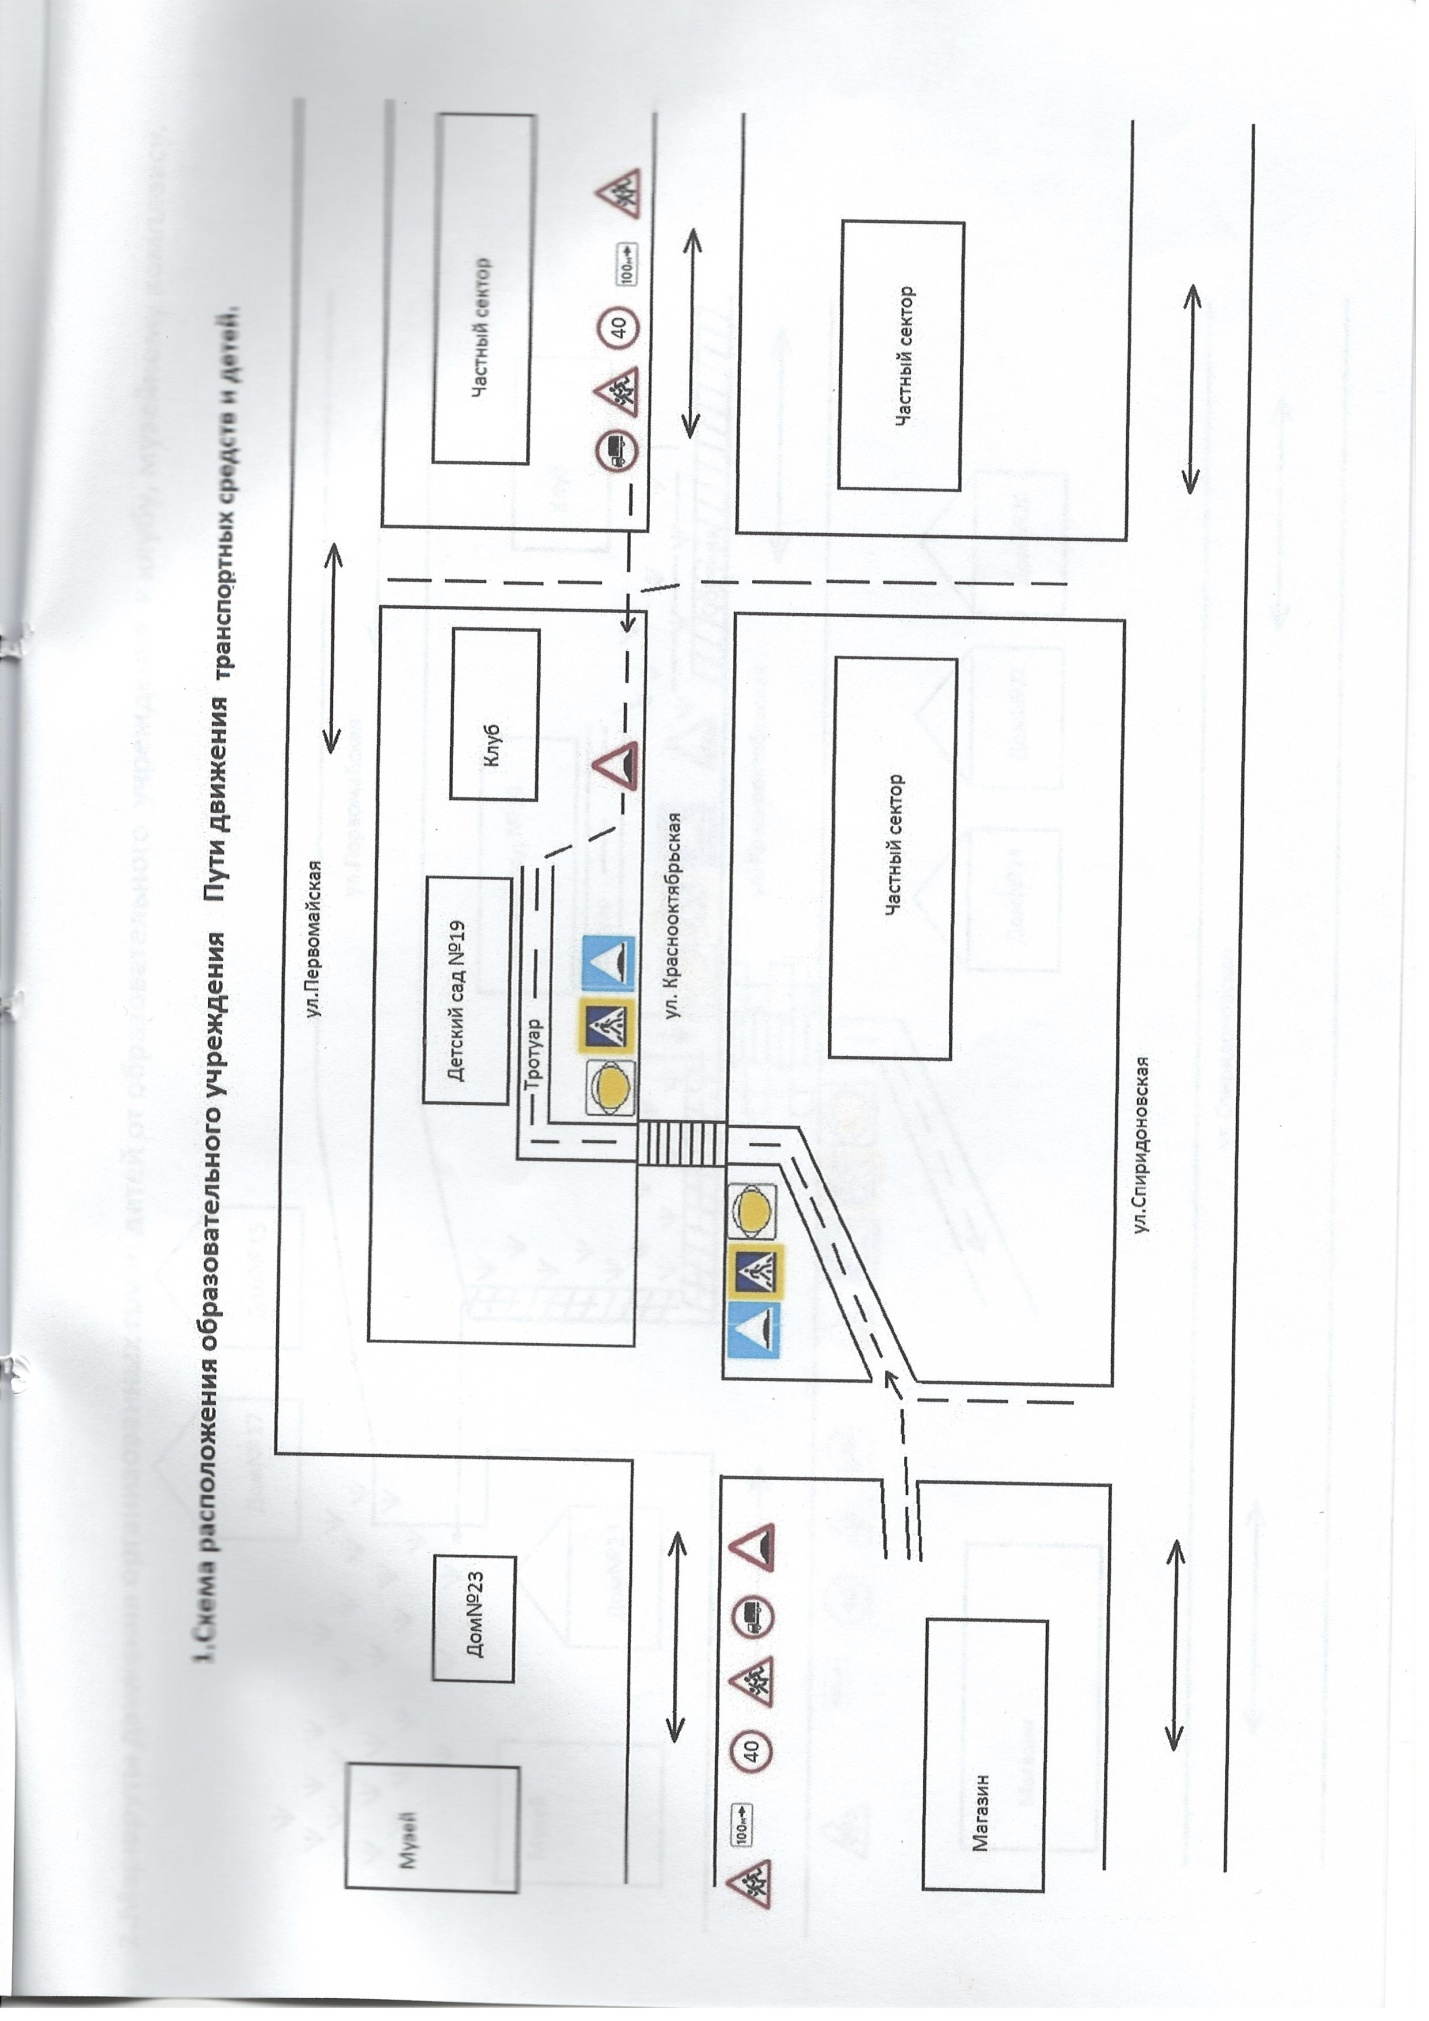 1.Схема расположения образовательного учреждения Пути движения транспортных средств и детей.
ул.Первомайская
Музей
Дом№23
Детский сад №19
Клуб
Частный сектор
Тротуар
40
100м
ул. Краснооктябрьская
100м
40
Магазин
Частный сектор
Частный сектор
ул.Спиридоновская